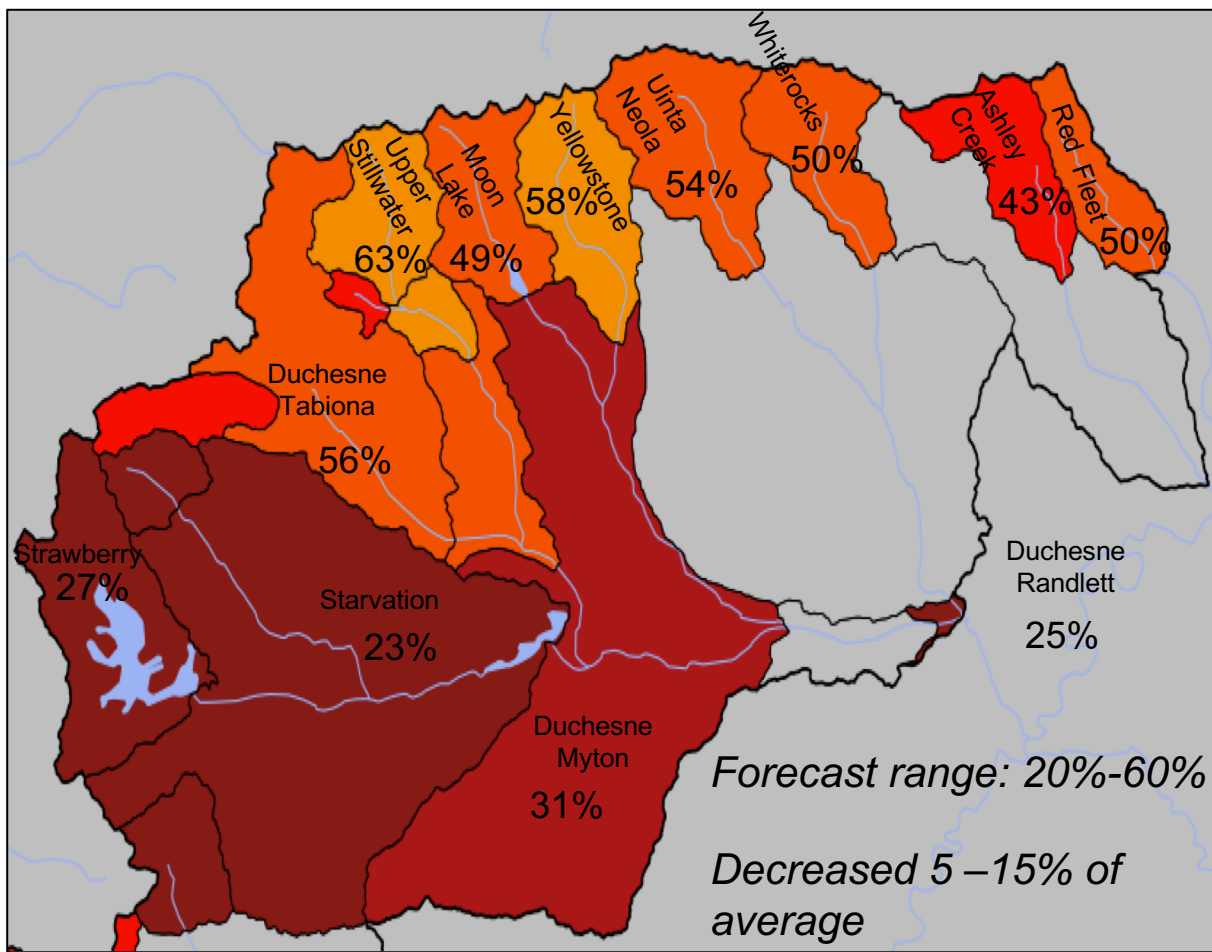 Upper
Stillwater
63%
Moon
Lake
49%
Yellowstone
58%
Uinta
Neola
54%
Whiterocks
50%
Ashley
Creek
43%
Red Fleet
50%
Duchesne
Tabiona
56%
Strawberry
27%
Starvation
23%
Duchesne
Randlett
25%
Duchesne
Myton
31%
Forecast range: 20%-60%
Decreased 5 –15% of
average